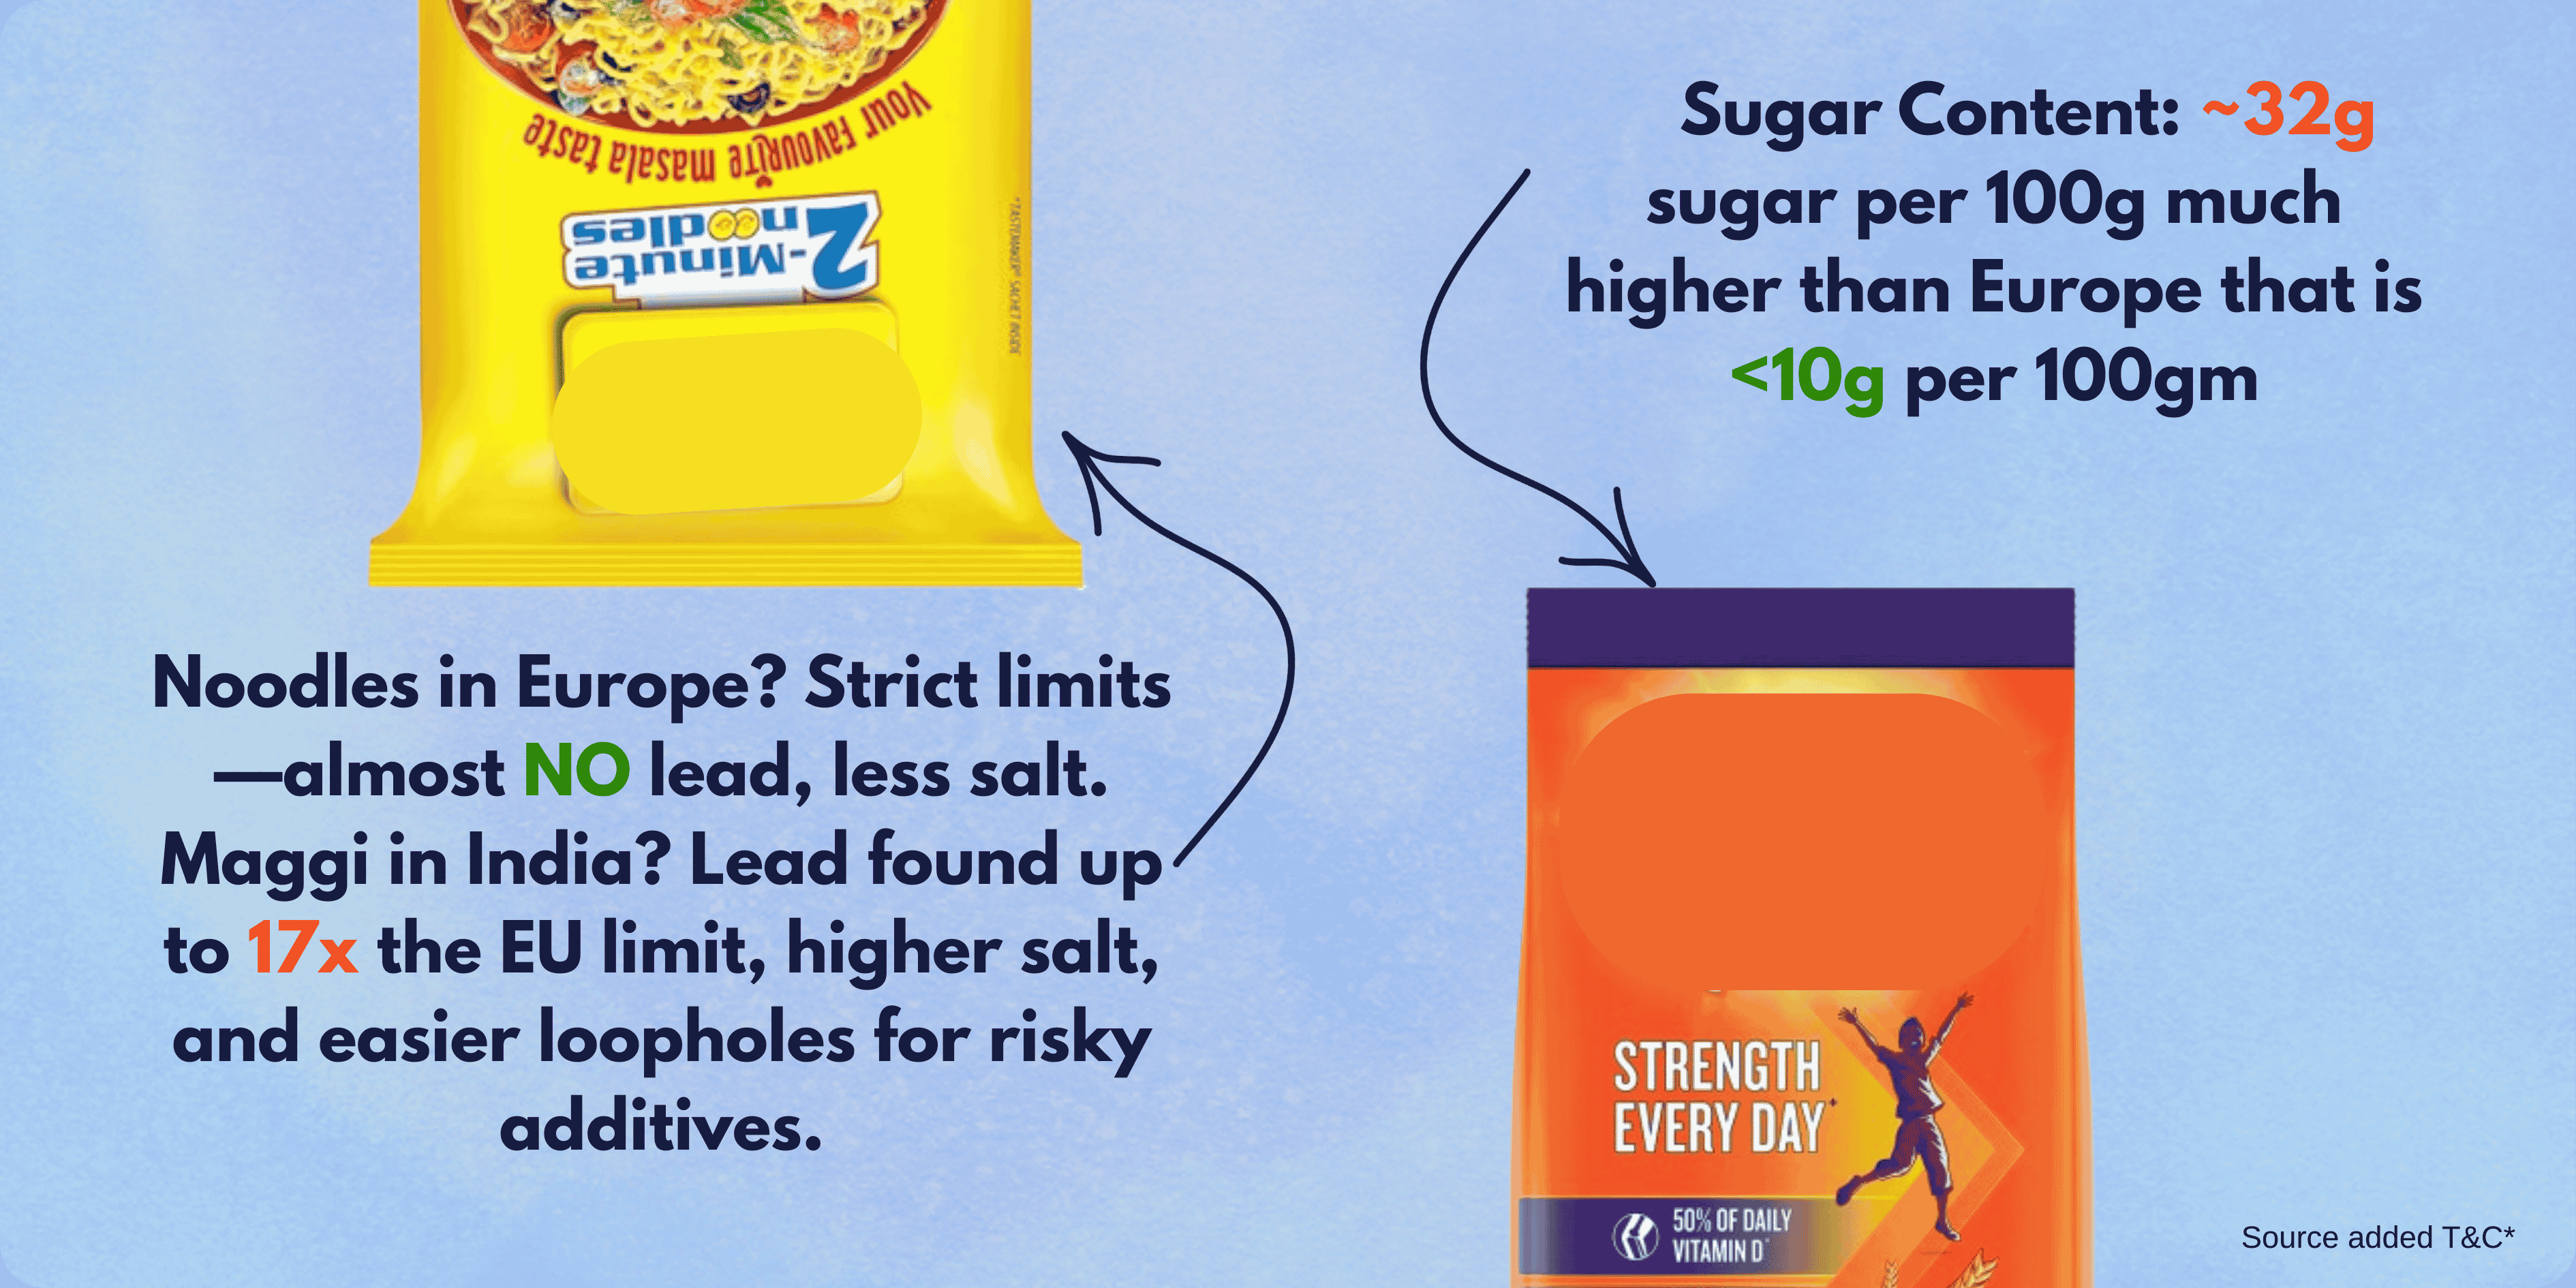 Your favourite masala taste
2-Minute
noodles
*TASTEMAKER® SACHET INSIDE
Noodles in Europe? Strict limits
—almost NO lead, less salt.
Maggi in India? Lead found up
to 17x the EU limit, higher salt,
and easier loopholes for risky
additives.
Sugar Content: ~32g
sugar per 100g much
higher than Europe that is
<10g per 100gm
STRENGTH
EVERY DAY+
50% OF DAILY
VITAMIN D*
Source added T&C*